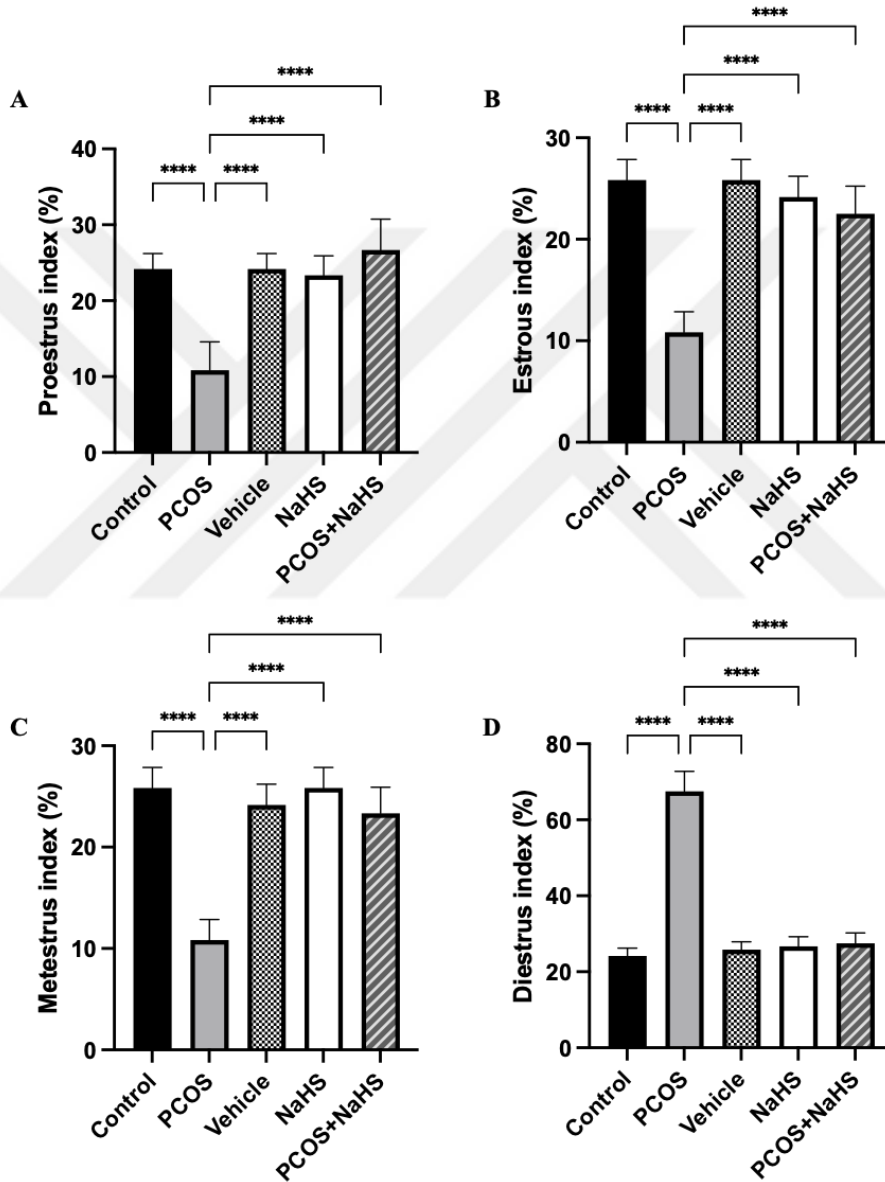 A
****
****
**** ****
Proestrus index (%)
40
30
20
10
0
Control
PCOS
Vehicle
NaHS
PCOS+NaHS
B
****
****
**** ****
Estrous index (%)
30
20
10
0
Control
PCOS
Vehicle
NaHS
PCOS+NaHS
C
****
****
**** ****
Metestrus index (%)
30
20
10
0
Control
PCOS
Vehicle
NaHS
PCOS+NaHS
D
****
****
**** ****
Diestrus index (%)
80
60
40
20
0
Control
PCOS
Vehicle
NaHS
PCOS+NaHS